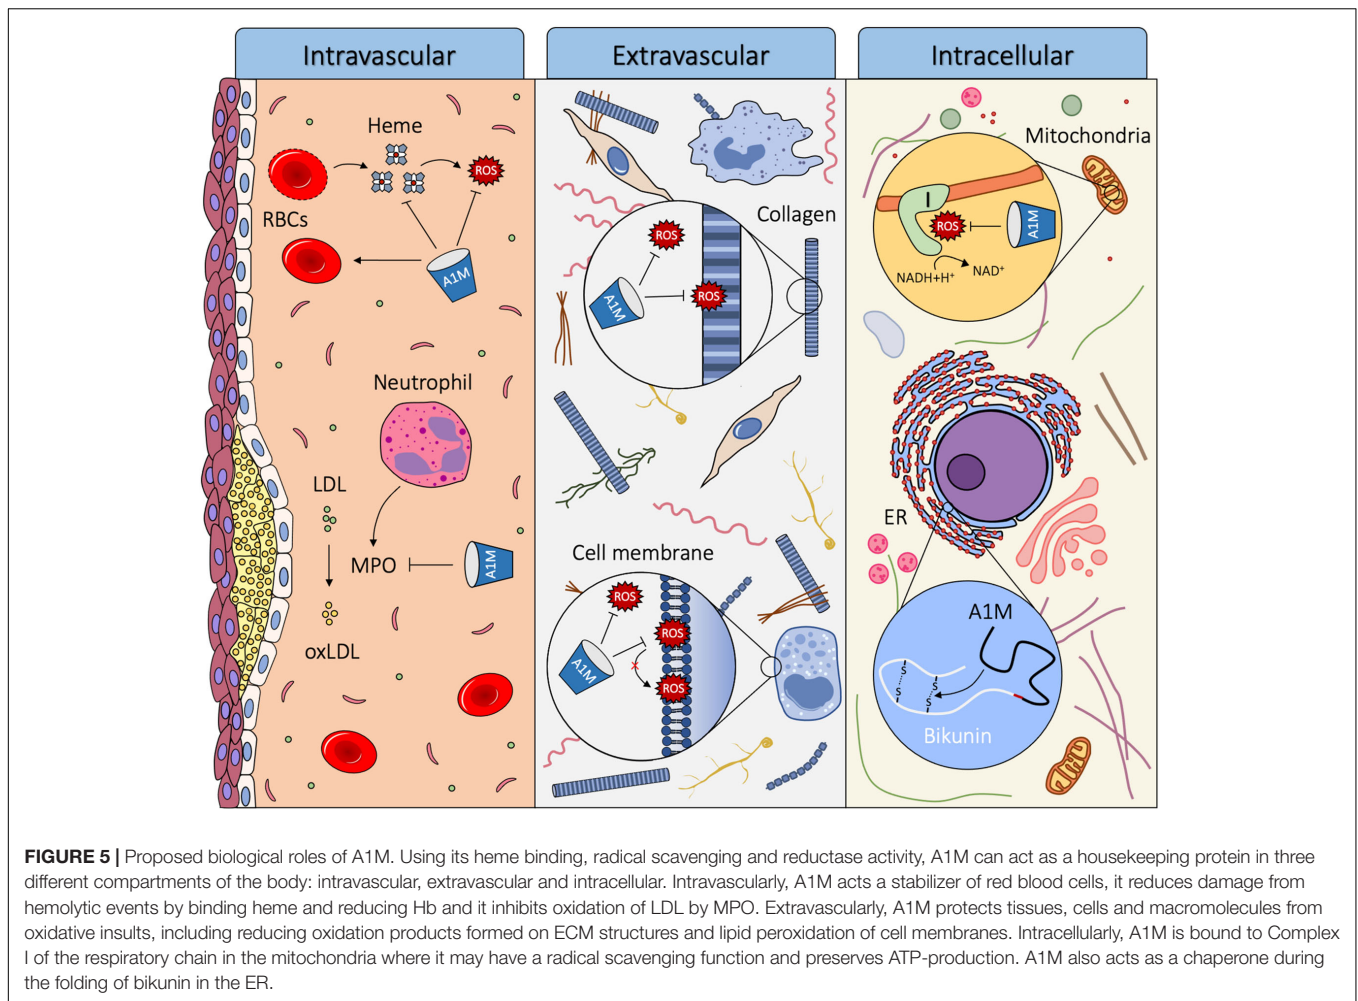 Intravascular
Extravascular
Intracellular
Heme
ROS
RBCs
A1M
Neutrophil
LDL
MPO
A1M
oxLDL
Collagen
ROS
A1M
ROS
Cell membrane
ROS
ROS
A1M
ROS
Mitochondria
I
ROS
A1M
NADH+H⁺
NAD⁺
ER
A1M
S
S
S
S
Bikunin
FIGURE 5 | Proposed biological roles of A1M. Using its heme binding, radical scavenging and reductase activity, A1M can act as a housekeeping protein in three
different compartments of the body: intravascular, extravascular and intracellular. Intravascularly, A1M acts a stabilizer of red blood cells, it reduces damage from
hemolytic events by binding heme and reducing Hb and it inhibits oxidation of LDL by MPO. Extravascularly, A1M protects tissues, cells and macromolecules from
oxidative insults, including reducing oxidation products formed on ECM structures and lipid peroxidation of cell membranes. Intracellularly, A1M is bound to Complex
I of the respiratory chain in the mitochondria where it may have a radical scavenging function and preserves ATP-production. A1M also acts as a chaperone during
the folding of bikunin in the ER.